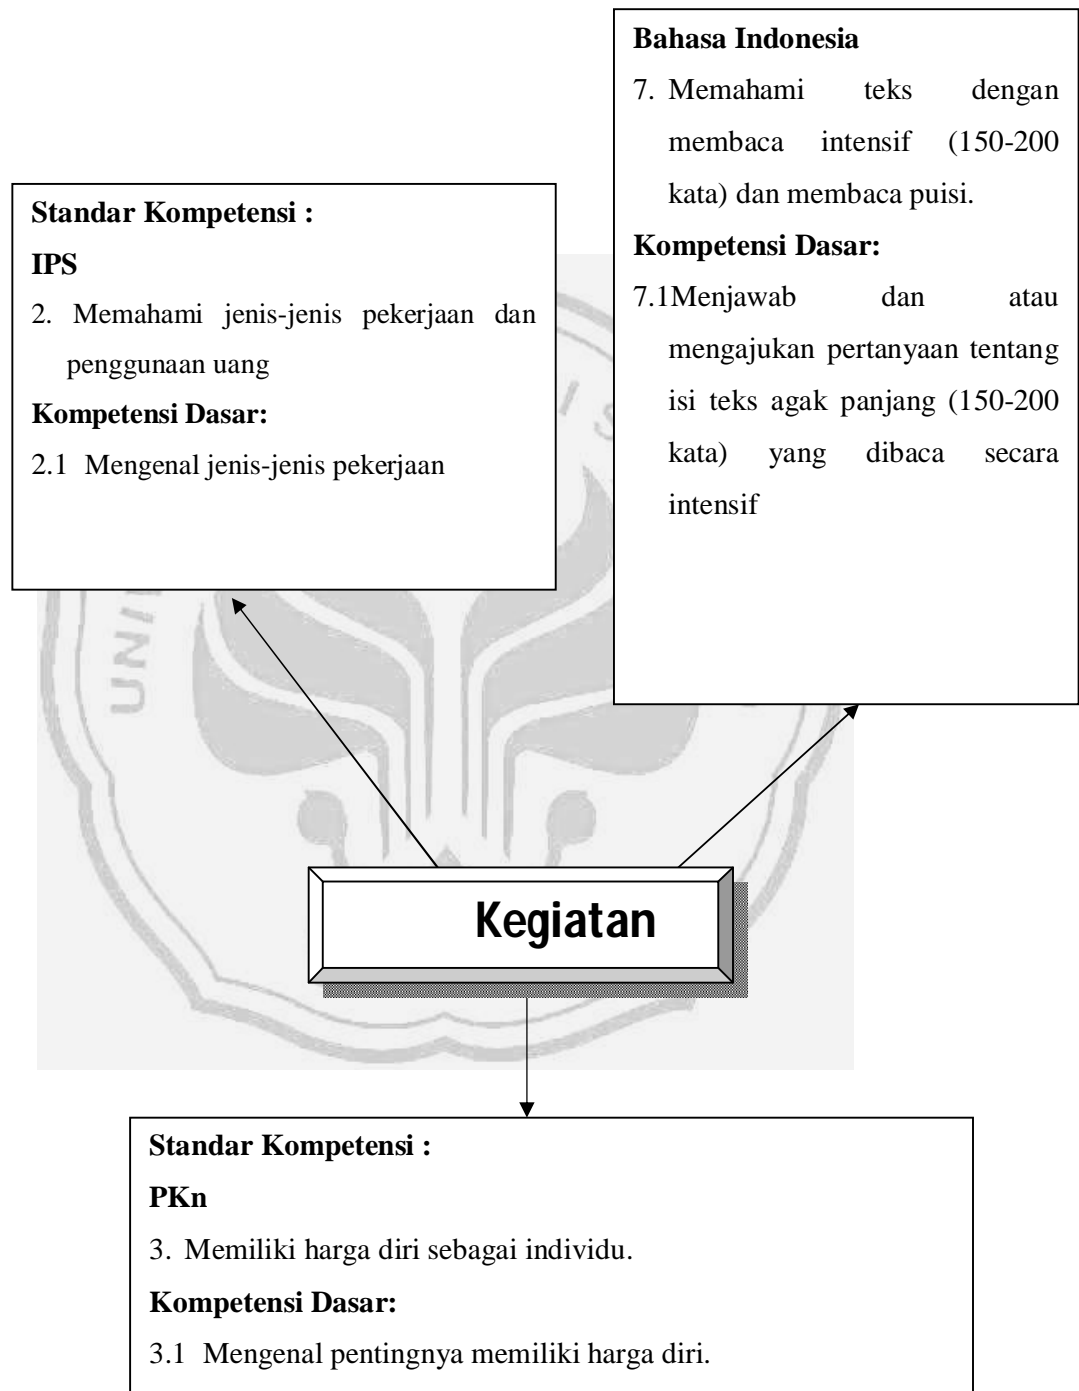 Bahasa Indonesia
7. Memahami teks dengan
membaca intensif (150-200
kata) dan membaca puisi.
Kompetensi Dasar:
7.1Menjawab dan atau
mengajukan pertanyaan tentang
isi teks agak panjang (150-200
kata) yang dibaca secara
intensif
Standar Kompetensi :
IPS
2. Memahami jenis-jenis pekerjaan dan
penggunaan uang
Kompetensi Dasar:
2.1 Mengenal jenis-jenis pekerjaan
Kegiatan
Standar Kompetensi :
PKn
3. Memiliki harga diri sebagai individu.
Kompetensi Dasar:
3.1 Mengenal pentingnya memiliki harga diri.